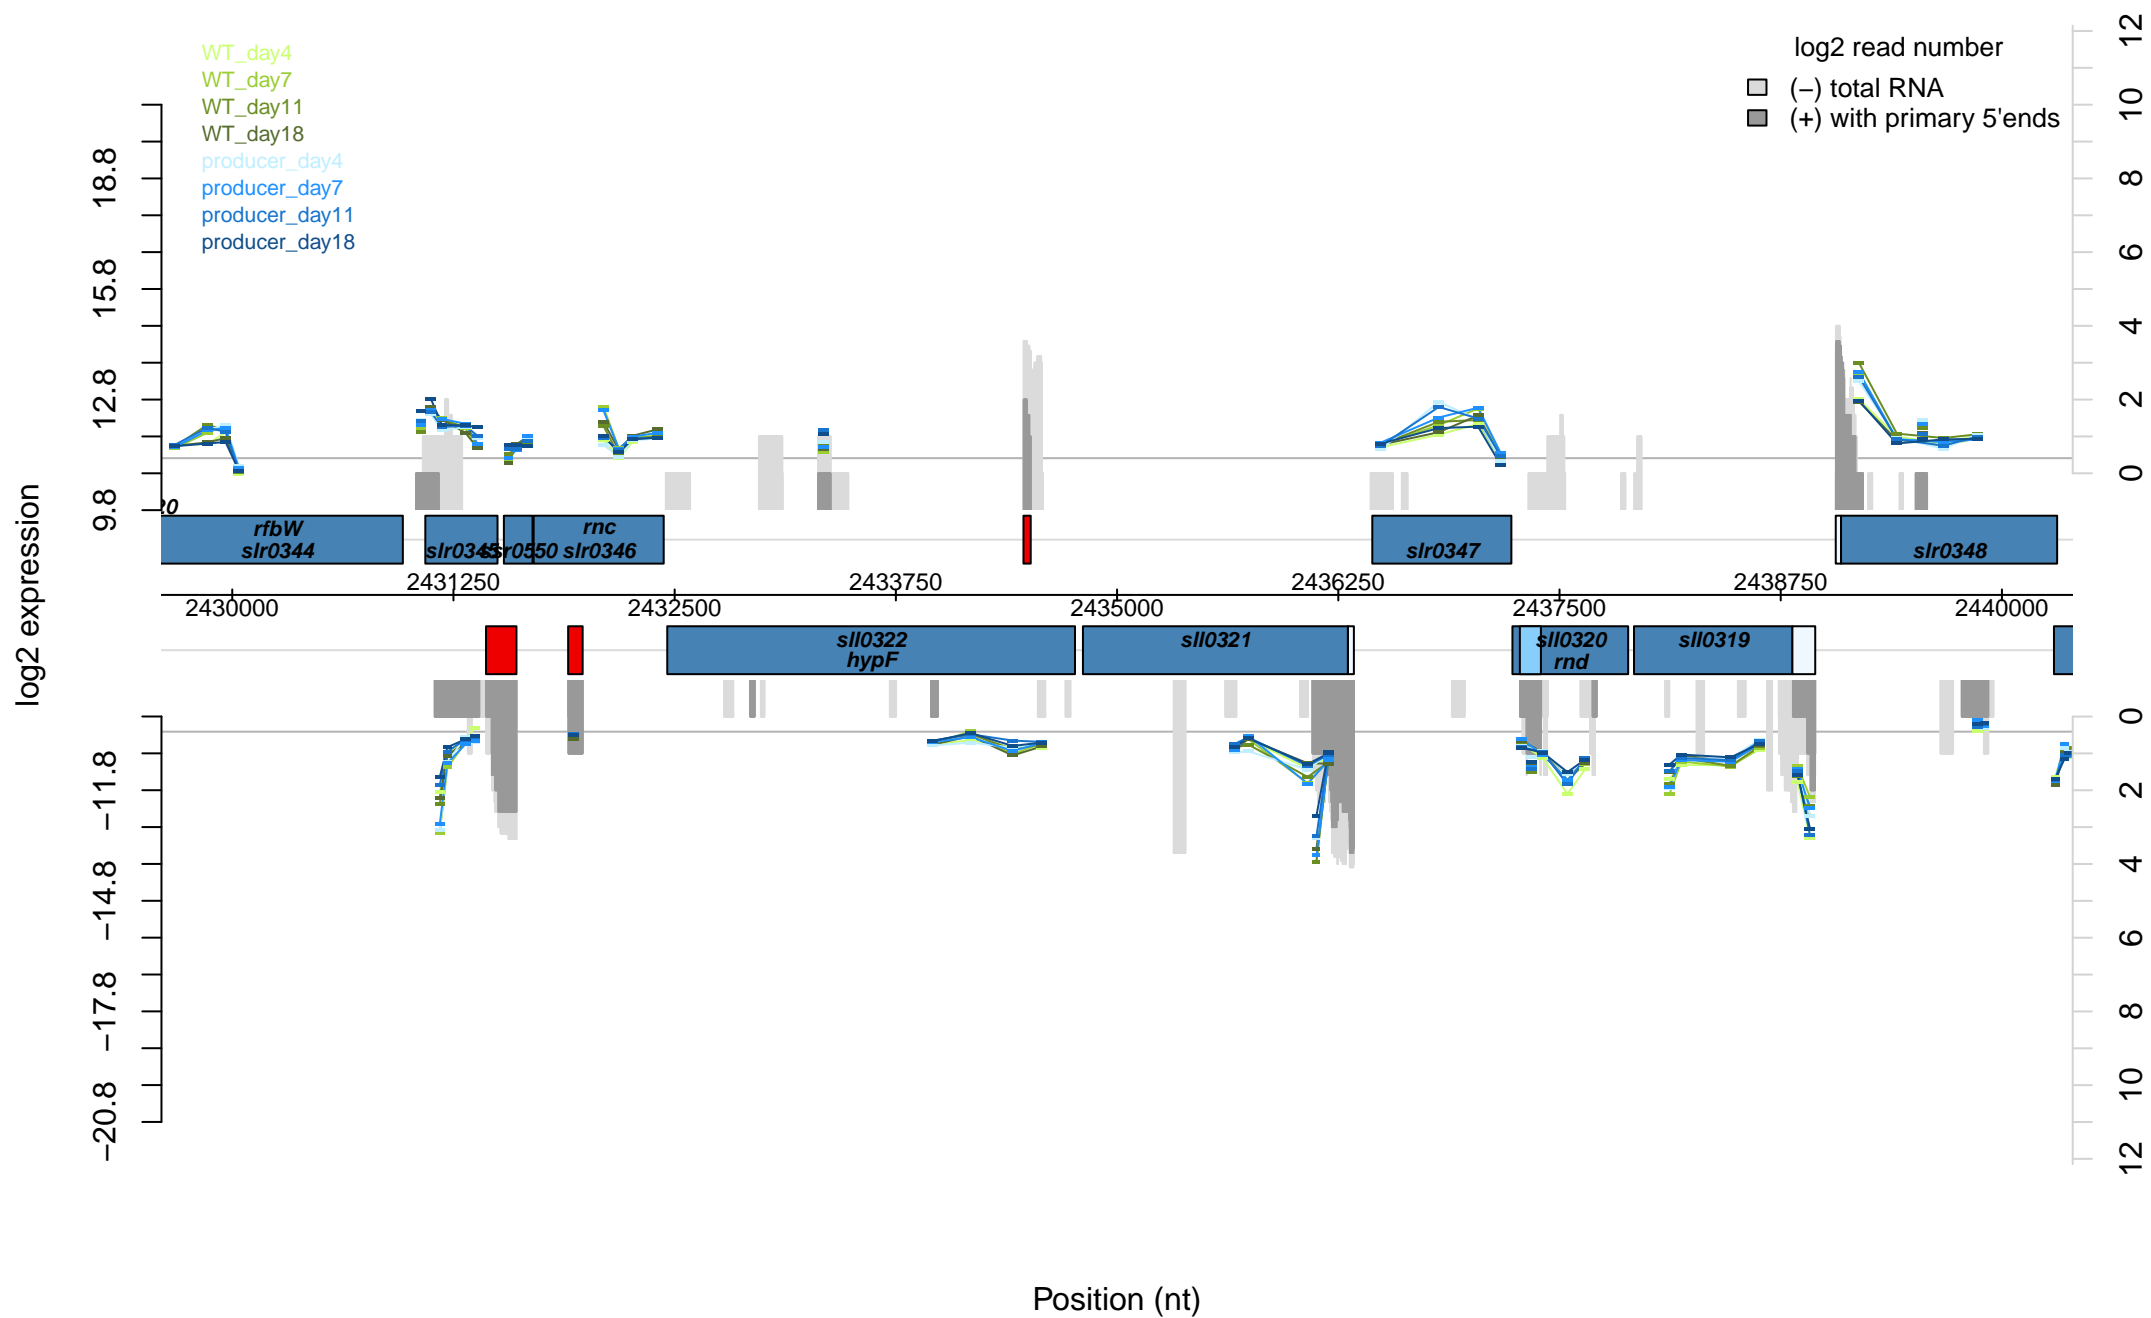 WT_day4
WT_day7
WT_day11
WT_day18
producer_day4
producer_day7
producer_day11
producer_day18
log2 read number
(−) total RNA
(+) with primary 5'ends
log2 expression
18.8
15.8
12.8
9.8
12
10
8
6
4
2
0
rfbW
slr0344
slr0345
ssr0550
rnc
slr0346
slr0347
slr0348
2431250
2433750
2436250
2438750
2430000
2432500
2435000
2437500
2440000
sll0322
hypF
sll0321
sll0320
rnd
sll0319
−11.8
−14.8
−17.8
−20.8
0
2
4
6
8
10
12
Position (nt)